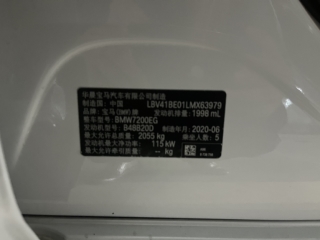 华晨宝马汽车有限公司制造
制造国：中国 LBV41BE01LMX63979
品牌：宝马(BMW)牌 发动机排量：1998 mL
整车型号：BMW7200EG
发动机型号：B48B20D 制造年月：2020-06
最大允许总质量：2055 kg 乘坐人数：5
发动机最大净功率：115 kW